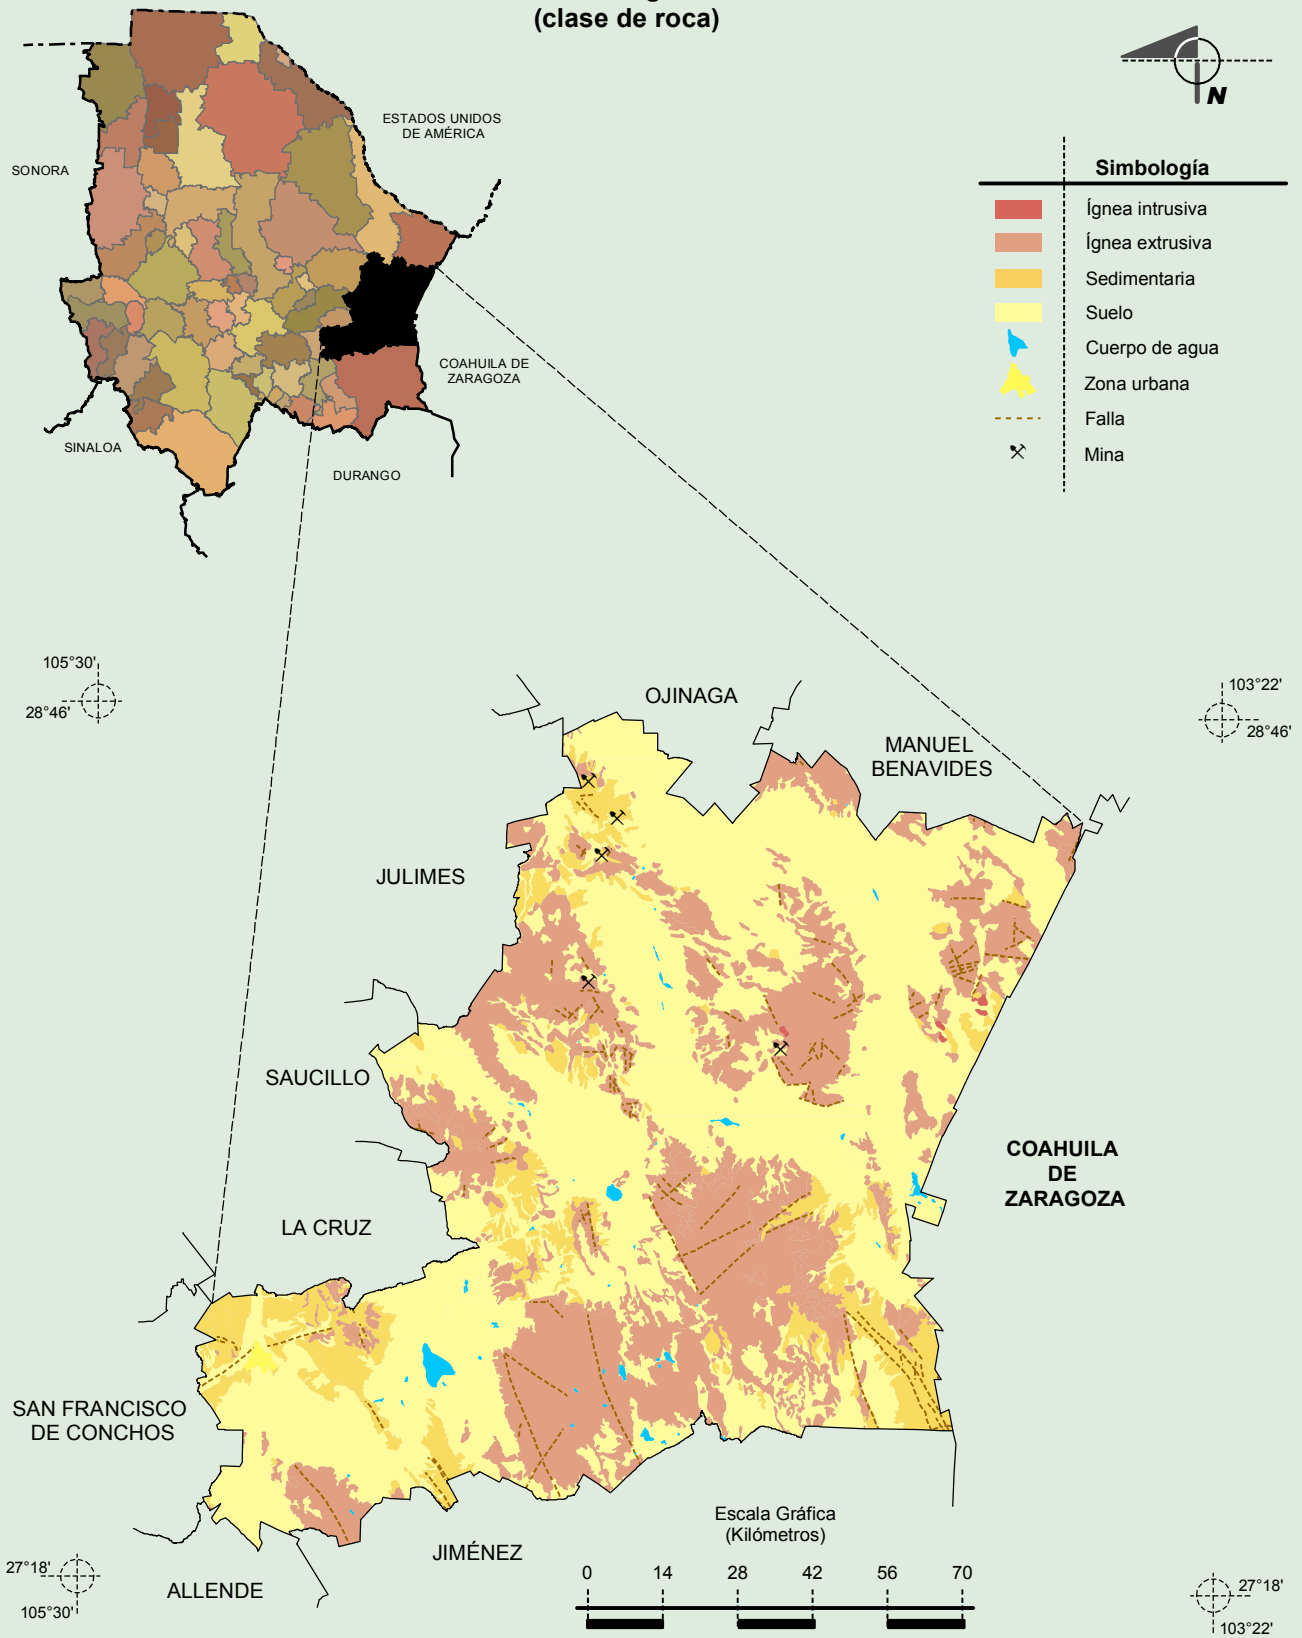 (clase de roca)
N
ESTADOS UNIDOS
DE AMÉRICA
SONORA
COAHUILA DE
ZARAGOZA
SINALOA
DURANGO
Simbología
Ígnea intrusiva
Ígnea extrusiva
Sedimentaria
Suelo
Cuerpo de agua
Zona urbana
Falla
Mina
105°30'
28°46'
103°22'
28°46'
OJINAGA
MANUEL
BENAVIDES
JULIMES
SAUCILLO
COAHUILA
DE
ZARAGOZA
LA CRUZ
SAN FRANCISCO
DE CONCHOS
JIMÉNEZ
ALLENDE
Escala Gráfica
(Kilómetros)
0 14 28 42 56 70
27°18'
105°30'
27°18'
103°22'